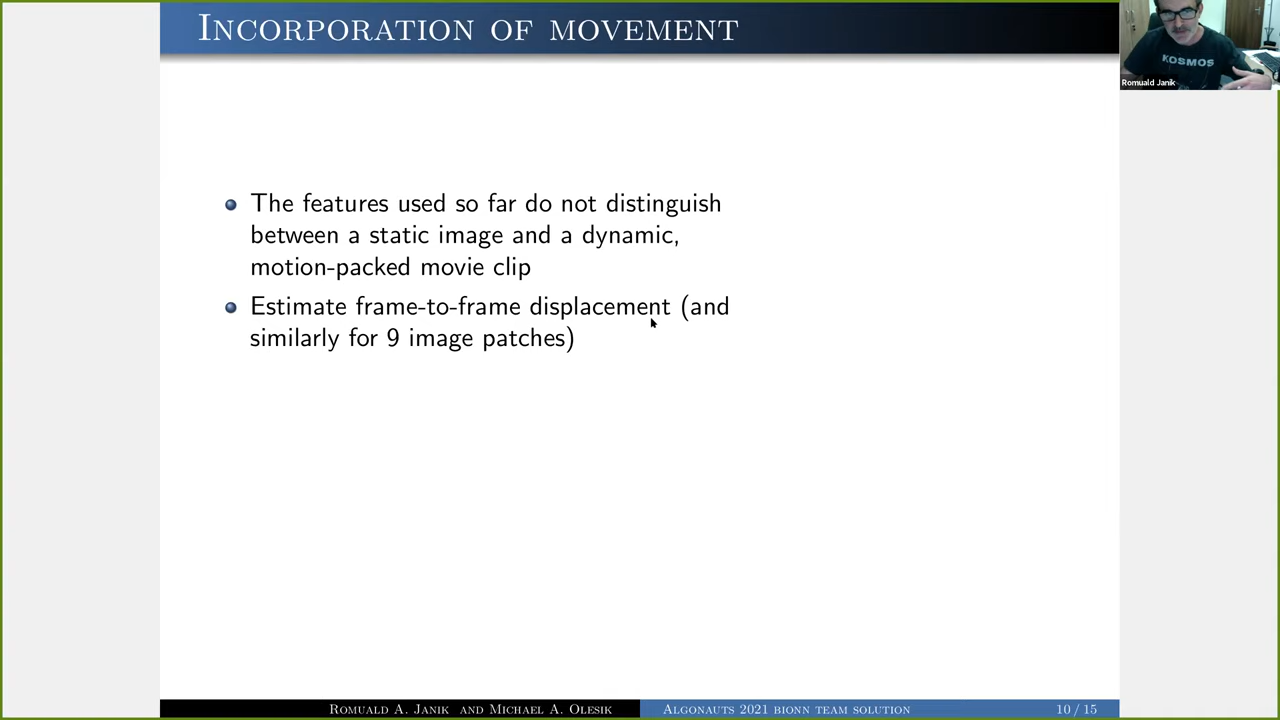 INCORPORATION OF MOVEMENT
KOSMOS
Romuald Janik
The features used so far do not distinguish
between a static image and a dynamic,
motion-packed movie clip
Estimate frame-to-frame displacement (and
similarly for 9 image patches)
ROMUALD A. JANIK AND MICHAEL A. OLESIK
ALGONAUTS 2021 BIONN TEAM SOLUTION
10 / 15